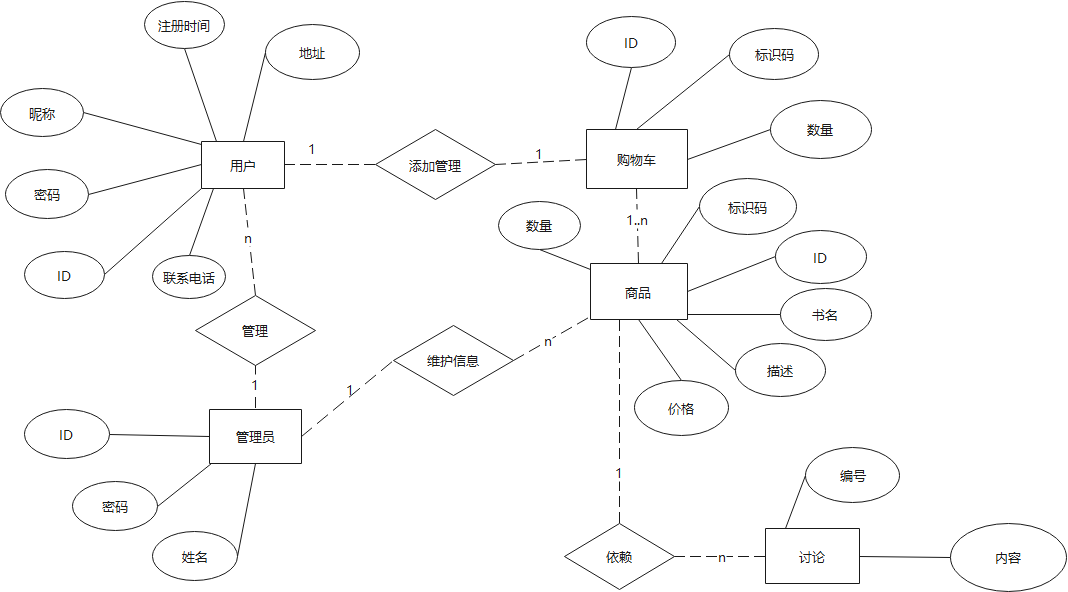 注册时间
地址
ID
标识码
昵称
数量
用户
1
添加管理
1
购物车
密码
标识码
数量
1..n
n
ID
联系电话
ID
商品
书名
管理
维护信息
n
描述
1
1
价格
ID
管理员
1
编号
密码
姓名
依赖
n
讨论
内容